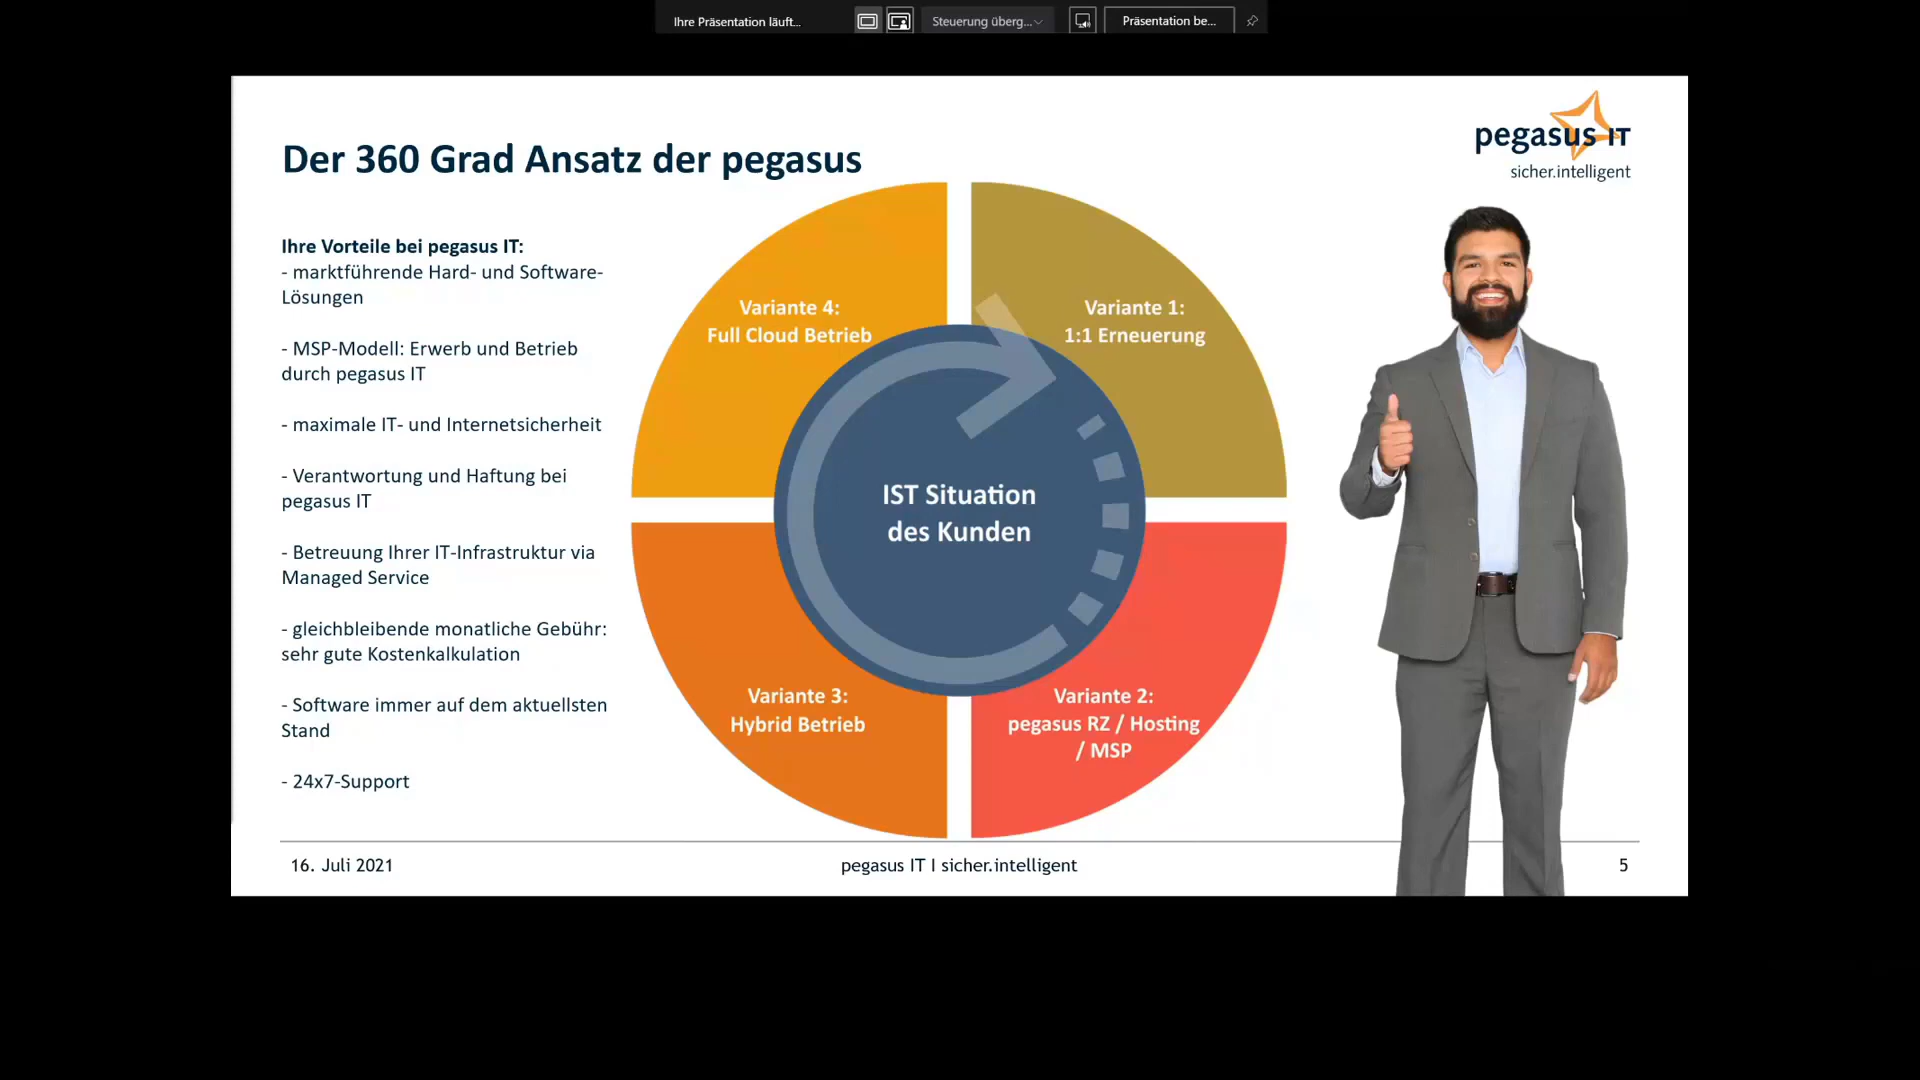 Ihre Präsentation läuft...
Steuerung überg...
Präsentation be...
pegasus IT
sicher.intelligent
Der 360 Grad Ansatz der pegasus
Ihre Vorteile bei pegasus IT:
- marktführende Hard- und Software-
Lösungen
- MSP-Modell: Erwerb und Betrieb
durch pegasus IT
- maximale IT- und Internetsicherheit
- Verantwortung und Haftung bei
pegasus IT
- Betreuung Ihrer IT-Infrastruktur via
Managed Service
- gleichbleibende monatliche Gebühr:
sehr gute Kostenkalkulation
- Software immer auf dem aktuellsten
Stand
- 24x7-Support
Variante 4:
Full Cloud Betrieb
Variante 1:
1:1 Erneuerung
IST Situation
des Kunden
Variante 3:
Hybrid Betrieb
Variante 2:
pegasus RZ / Hosting
/ MSP
16. Juli 2021
pegasus IT I sicher.intelligent
5